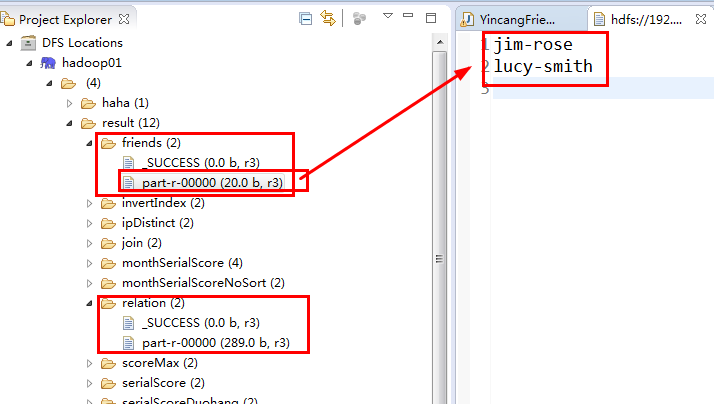 Project Explorer
DFS Locations
hadoop01
(4)
haha (1)
result (12)
friends (2)
_SUCCESS (0.0 b, r3)
part-r-00000 (20.0 b, r3)
invertIndex (2)
ipDistinct (2)
join (2)
monthSerialScore (4)
monthSerialScoreNoSort (2)
relation (2)
_SUCCESS (0.0 b, r3)
part-r-00000 (289.0 b, r3)
scoreMax (2)
serialScore (2)
serialScoreDuohang (2)
YincangFrie...
hdfs://192....
1 jim-rose
2 lucy-smith
3